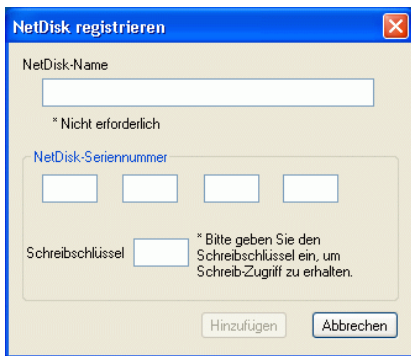 NetDisk registrieren
NetDisk-Name
* Nicht erforderlich
NetDisk-Seriennummer
Schreibschlüssel
* Bitte geben Sie den
Schreibschlüssel ein, um
Schreib-Zugriff zu erhalten.
Hinzufügen
Abbrechen